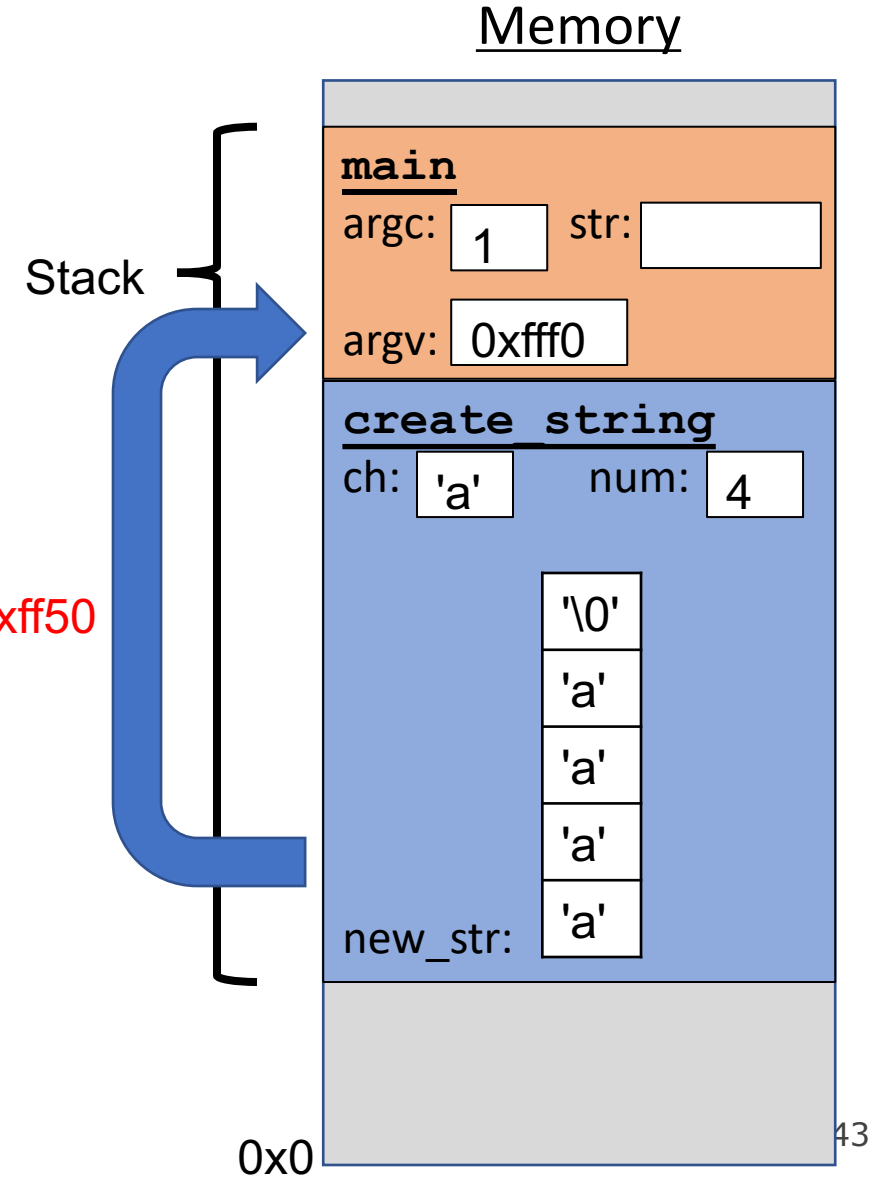 Memory
main
argc: 1 str:
Stack
argv: 0xfff0
create_string
ch: 'a' num: 4
'\0'
xff50
'a'
'a'
'a'
new_str: 'a'
43
0x0